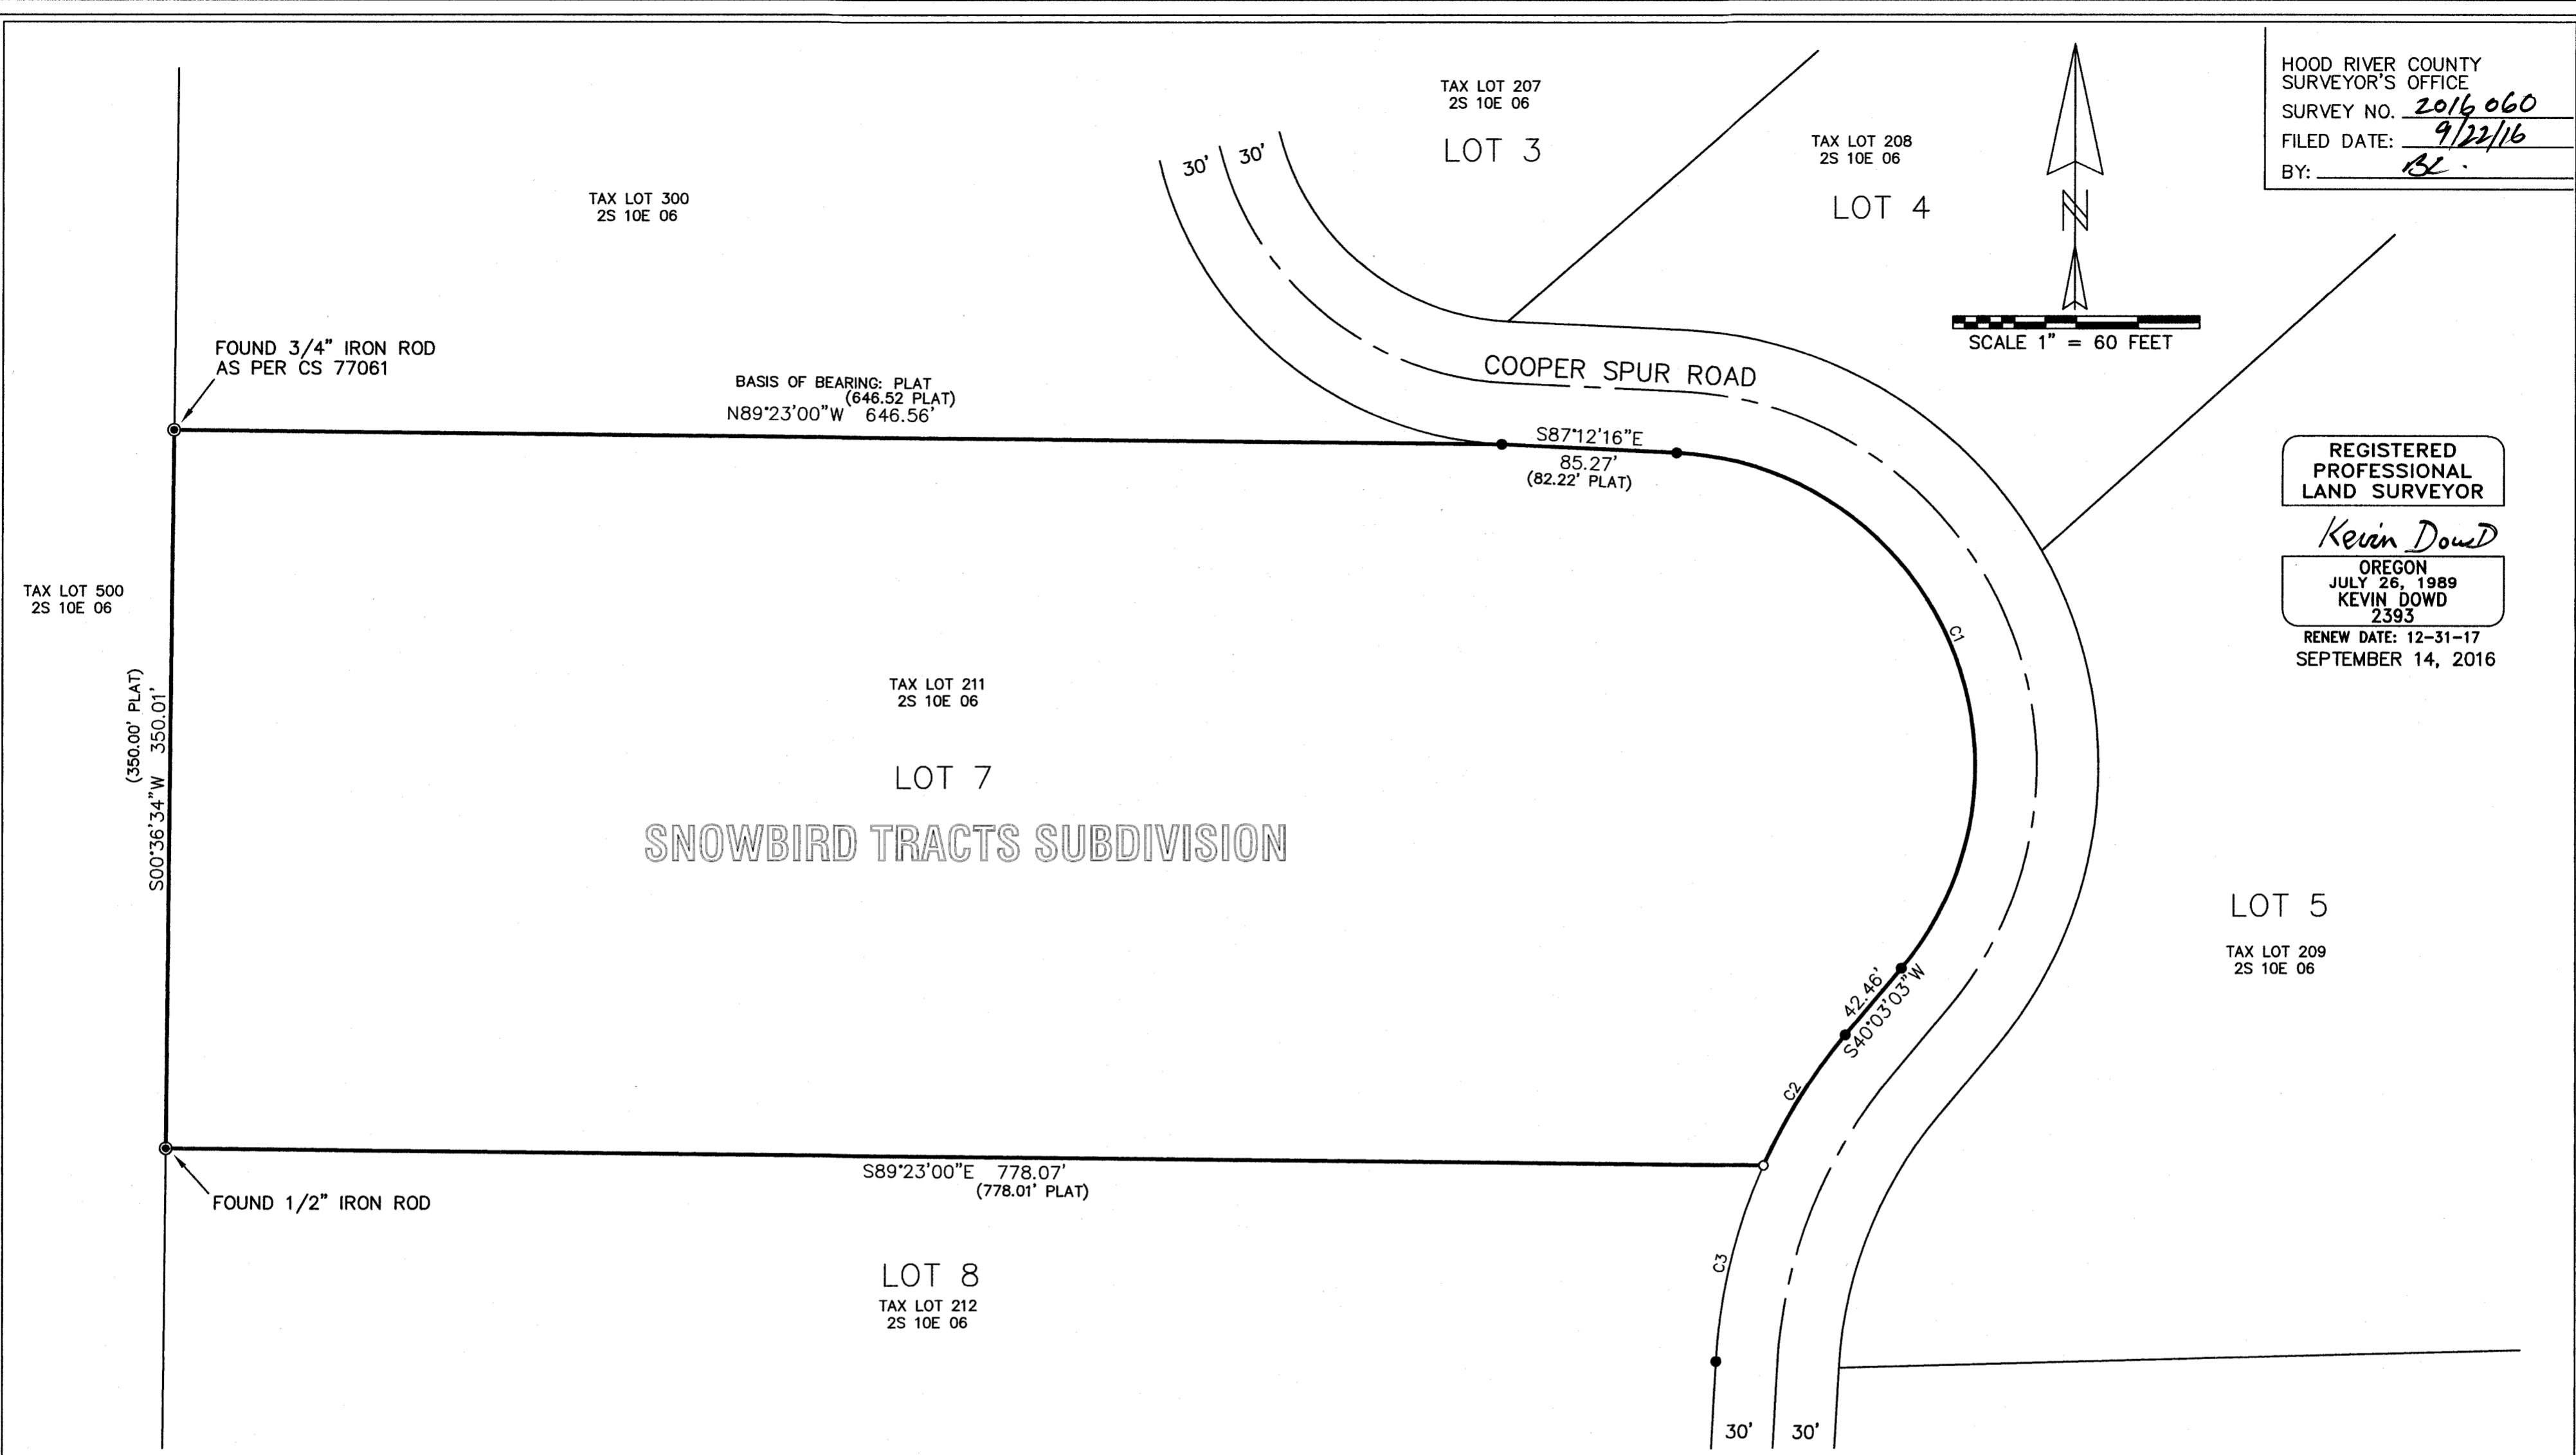 HOOD RIVER COUNTY
SURVEYOR'S OFFICE
SURVEY NO. 2016 060
FILED DATE: 9/22/16
BY: BL.
TAX LOT 207
2S 10E 06
LOT 3
TAX LOT 208
2S 10E 06
LOT 4
30' 30'
TAX LOT 300
2S 10E 06
N
SCALE 1" = 60 FEET
FOUND 3/4" IRON ROD
AS PER CS 77061
BASIS OF BEARING: PLAT
(646.52 PLAT)
N89°23'00"W 646.56'
COOPER SPUR ROAD
S87°12'16"E
85.27'
(82.22' PLAT)
REGISTERED
PROFESSIONAL
LAND SURVEYOR
Kevin Dowd
OREGON
JULY 26, 1989
KEVIN DOWD
2393
RENEW DATE: 12-31-17
SEPTEMBER 14, 2016
TAX LOT 500
2S 10E 06
(350.00' PLAT)
S00°36'34"W 350.01'
C1
TAX LOT 211
2S 10E 06
LOT 7
SNOWBIRD TRACTS SUBDIVISION
LOT 5
TAX LOT 209
2S 10E 06
42.46'
S40°03'03"W
C2
S89°23'00"E 778.07'
(778.01' PLAT)
FOUND 1/2" IRON ROD
C3
LOT 8
TAX LOT 212
2S 10E 06
30' 30'